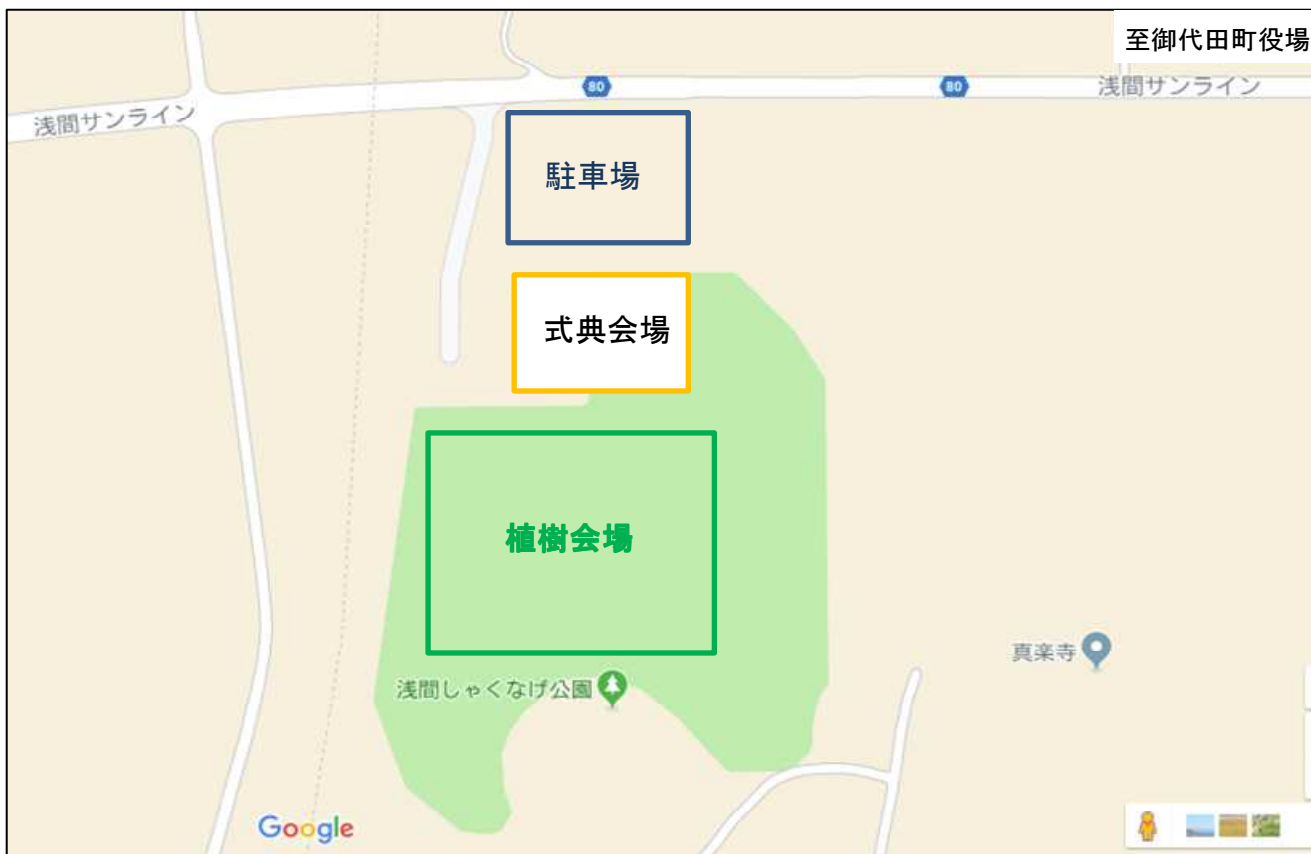 至御代田町役場
80
80
浅間サンライン
浅間サンライン
駐車場
式典会場
植樹会場
真楽寺
浅間しゃくなげ公園
Google